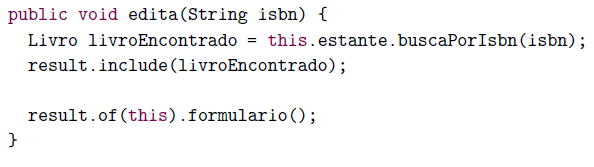 public void edita(String isbn) {
  Livro livroEncontrado = this.estante.buscaPorIsbn(isbn);
  result.include(livroEncontrado);

  result.of(this).formulario();
}